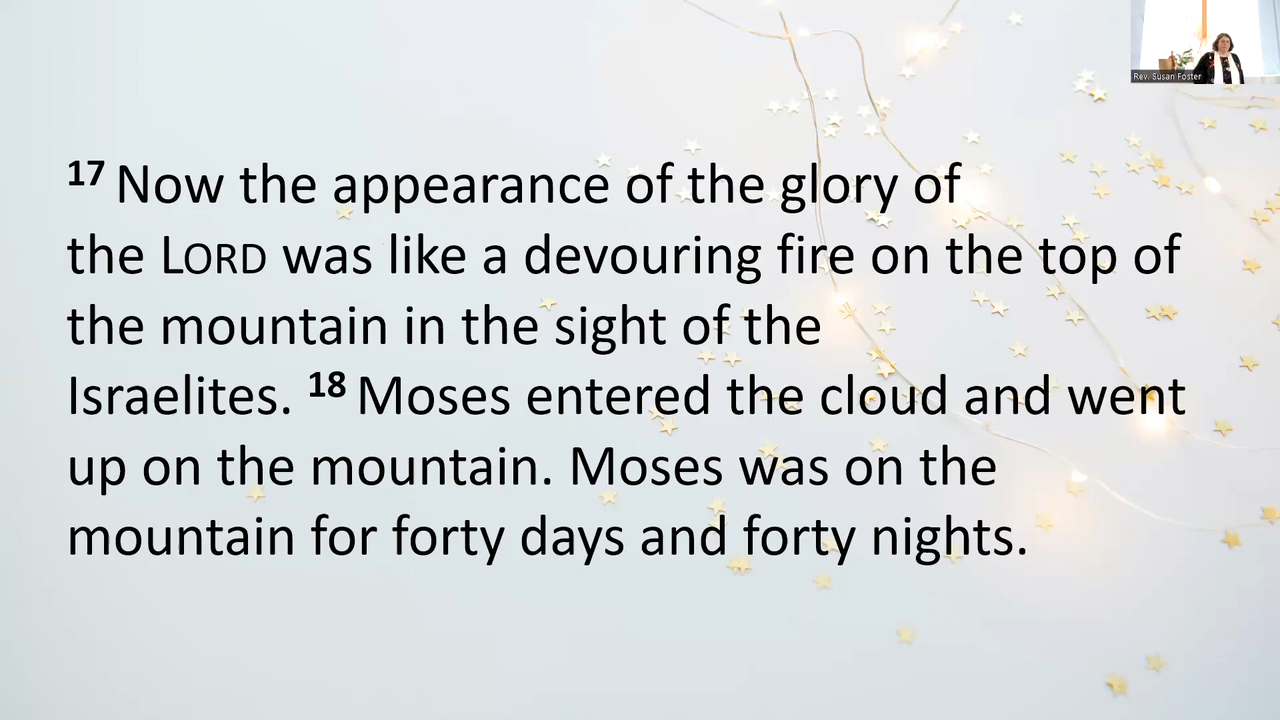 Rev. Susan Foster
17 Now the appearance of the glory of
the LORD was like a devouring fire on the top of
the mountain in the sight of the
Israelites. 18 Moses entered the cloud and went
up on the mountain. Moses was on the
mountain for forty days and forty nights.